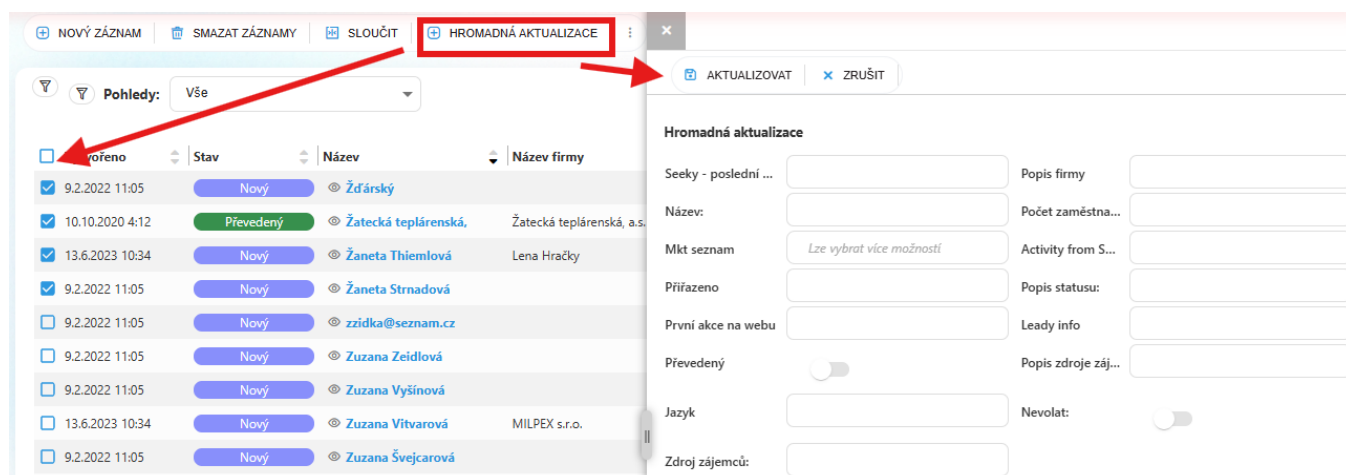 NOVÝ ZÁZNAM SMAZAT ZÁZNAMY SLOUČIT HROMADNÁ AKTUALIZACE
Pohledy: Vše
Stav Název Název firmy
9.2.2022 11:05 Nový Žďárský
10.10.2020 4:12 Převedený Žatecká teplárenská, Žatecká teplárenská, a.s.
13.6.2023 10:34 Nový Žaneta Thiemlová Lena Hračky
9.2.2022 11:05 Nový Žaneta Strnadová
9.2.2022 11:05 Nový zzidka@seznam.cz
9.2.2022 11:05 Nový Zuzana Zeidlová
9.2.2022 11:05 Nový Zuzana Vyšínová
13.6.2023 10:34 Nový Zuzana Vitvarová MILPEX s.r.o.
9.2.2022 11:05 Nový Zuzana Švejcarová
AKTUALIZOVAT ZRUŠIT
Hromadná aktualizace
Seeky - poslední ... Popis firmy
Název: Počet zaměstna...
Mkt seznam Lze vybrat více možností Activity from S...
Přiřazeno Popis statusu:
První akce na webu Leady info
Převedený Popis zdroje záj...
Jazyk Nevolat:
Zdroj zájemců: